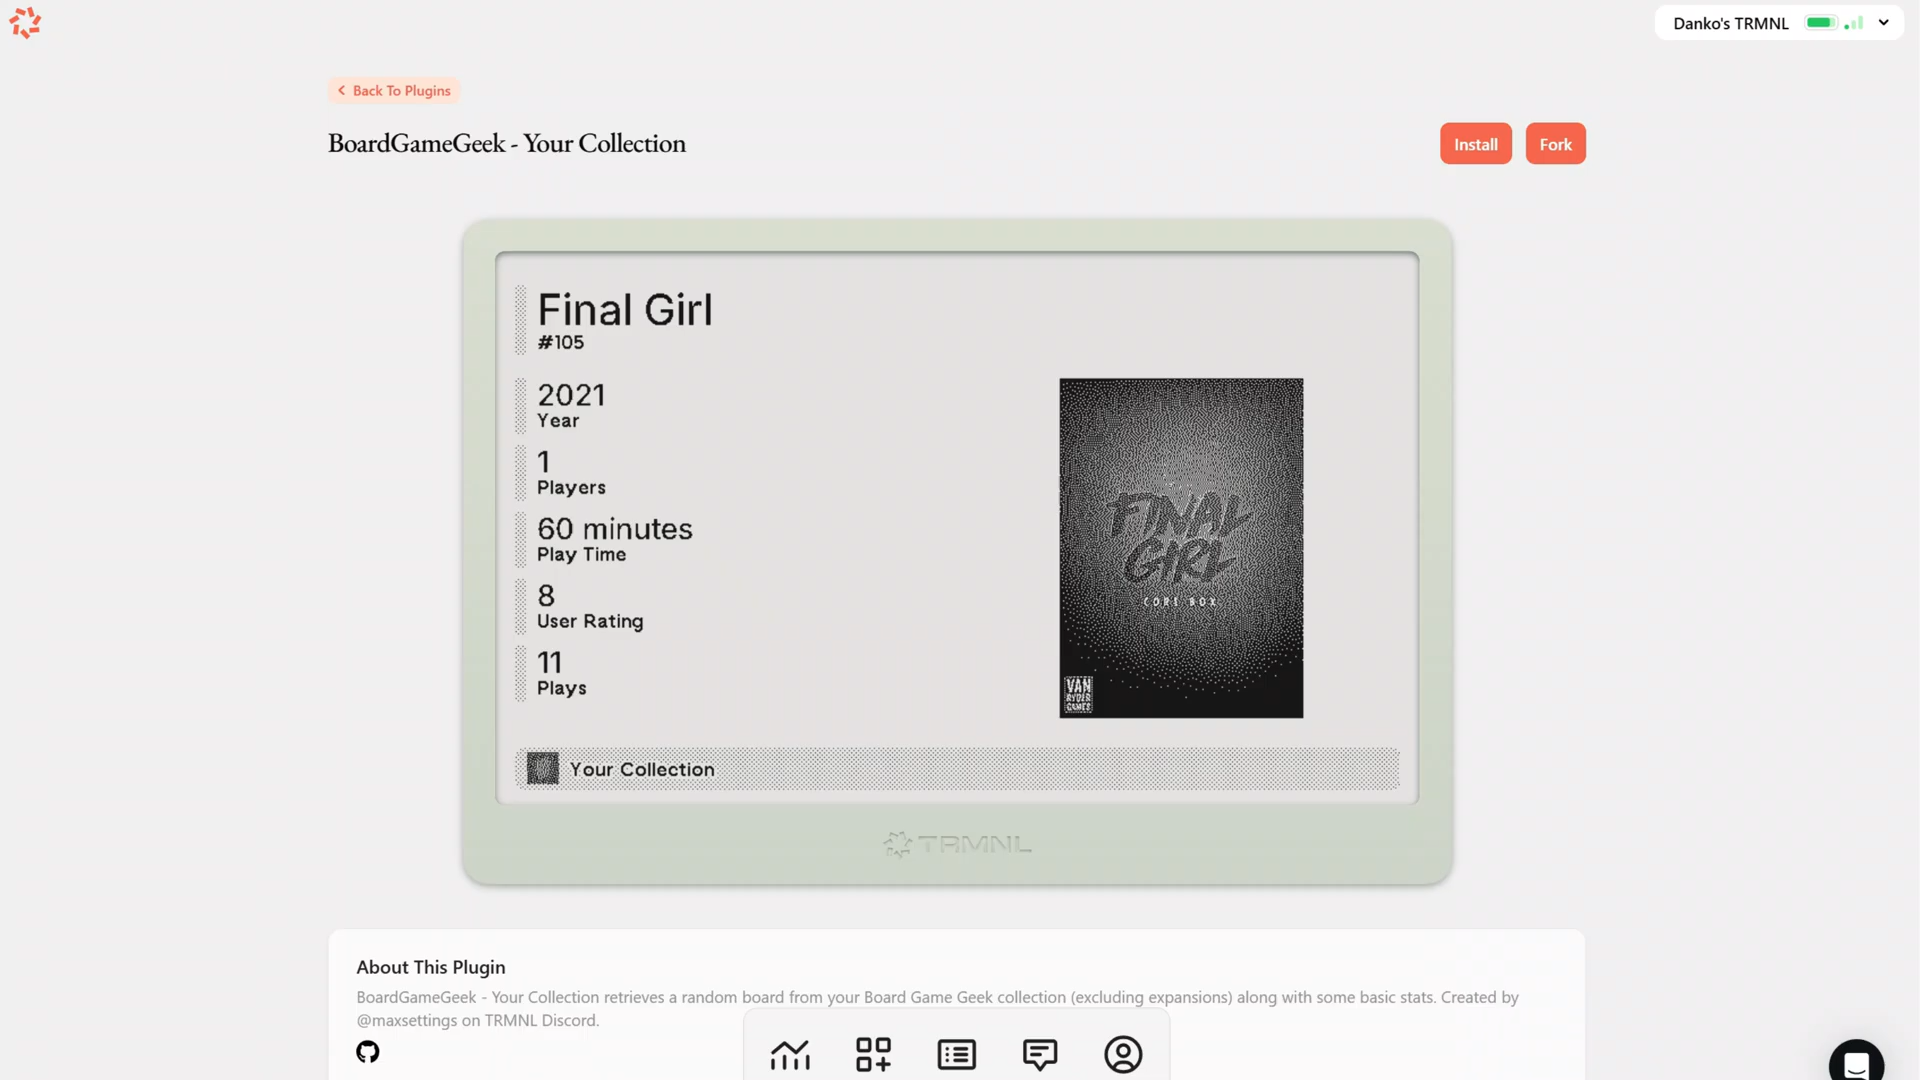 Danko's TRMNL
Back To Plugins
BoardGameGeek - Your Collection
Install
Fork
Final Girl
#105
2021
Year
1
Players
60 minutes
Play Time
8
User Rating
11
Plays
FINAL
GIRL
CORE BOX
VAN
RYDER
GAMES
Your Collection
TRMNL
About This Plugin
BoardGameGeek - Your Collection retrieves a random board from your Board Game Geek collection (excluding expansions) along with some basic stats. Created by
@maxsettings on TRMNL Discord.